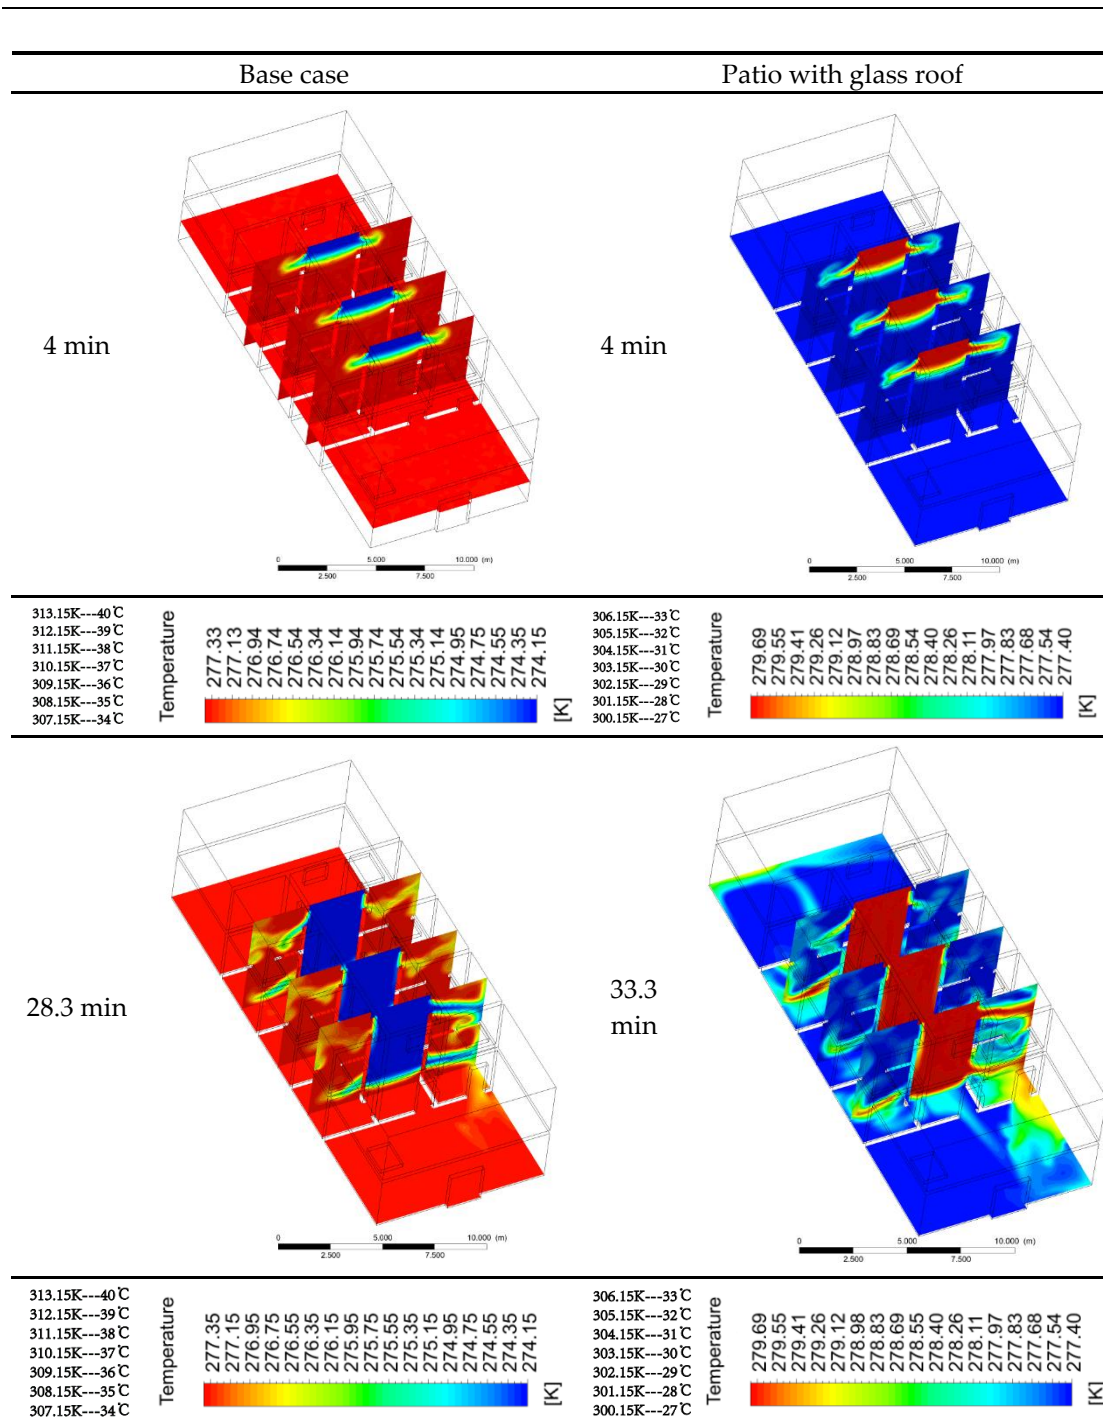 Base case
Patio with glass roof
4 min
4 min
0 5.000 10.000 (m)
2.500 7.500
0 5.000 10.000 (m)
2.500 7.500
313.15K---40℃
312.15K---39℃
311.15K---38℃
310.15K---37℃
309.15K---36℃
308.15K---35℃
307.15K---34℃
Temperature
277.33
277.13
276.94
276.74
276.54
276.34
276.14
275.94
275.74
275.54
275.34
275.14
274.95
274.75
274.55
274.35
274.15
[K]
306.15K---33℃
305.15K---32℃
304.15K---31℃
303.15K---30℃
302.15K---29℃
301.15K---28℃
300.15K---27℃
Temperature
279.69
279.55
279.41
279.26
279.12
278.97
278.83
278.69
278.54
278.40
278.26
278.11
277.97
277.83
277.68
277.54
277.40
[K]
28.3 min
33.3
min
0 5.000 10.000 (m)
2.500 7.500
0 5.000 10.000 (m)
2.500 7.500
313.15K---40℃
312.15K---39℃
311.15K---38℃
310.15K---37℃
309.15K---36℃
308.15K---35℃
307.15K---34℃
Temperature
277.35
277.15
276.95
276.75
276.55
276.35
276.15
275.95
275.75
275.55
275.35
275.15
274.95
274.75
274.55
274.35
274.15
[K]
306.15K---33℃
305.15K---32℃
304.15K---31℃
303.15K---30℃
302.15K---29℃
301.15K---28℃
300.15K---27℃
Temperature
279.69
279.55
279.41
279.26
279.12
278.98
278.83
278.69
278.55
278.40
278.26
278.11
277.97
277.83
277.68
277.54
277.40
[K]